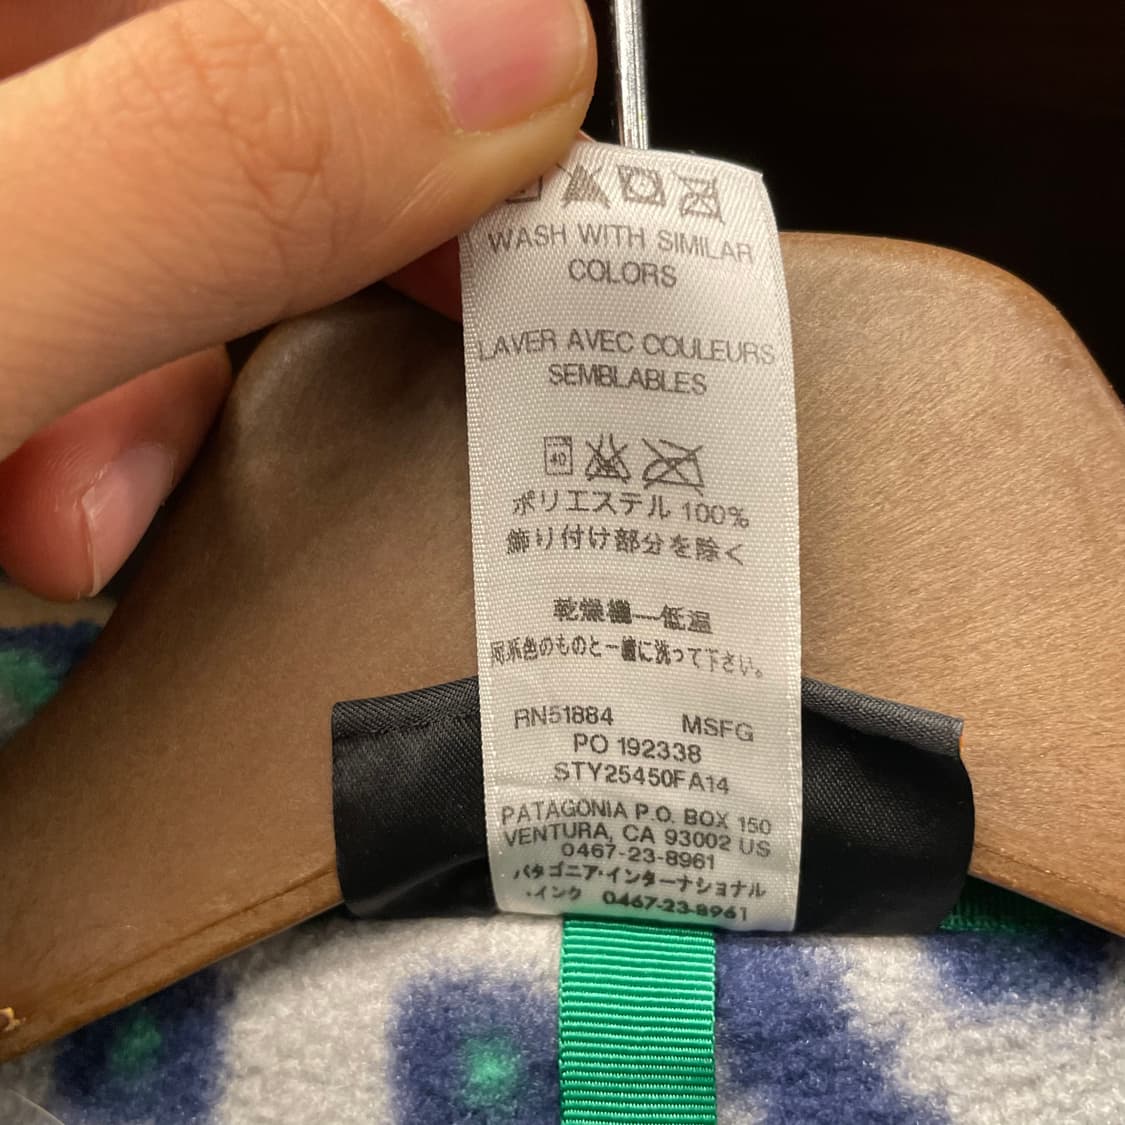 WASH WITH SIMILAR
COLORS
LAVER AVEC COULEURS
SEMBLABLES
40
ポリエステル 100%
飾り付け部分を除く
乾燥機―低温
同系色のものと一緒に洗って下さい。
RN51884 MSFG
PO 192338
STY25450FA14
PATAGONIA P.O. BOX 150
VENTURA, CA 93002 US
0467-23-8961
パタゴニア・インターナショナル
・インク 0467-23-8961